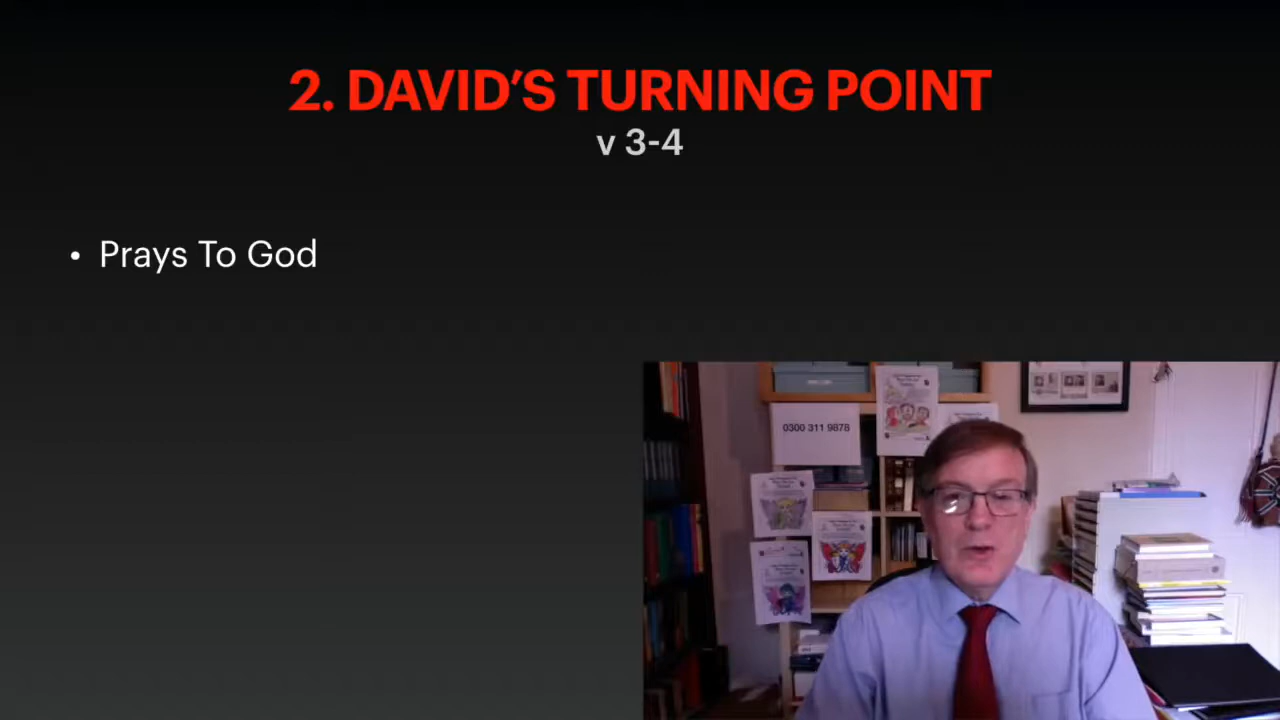 2. DAVID’S TURNING POINT
v 3-4
• Prays To God
0300 311 9878